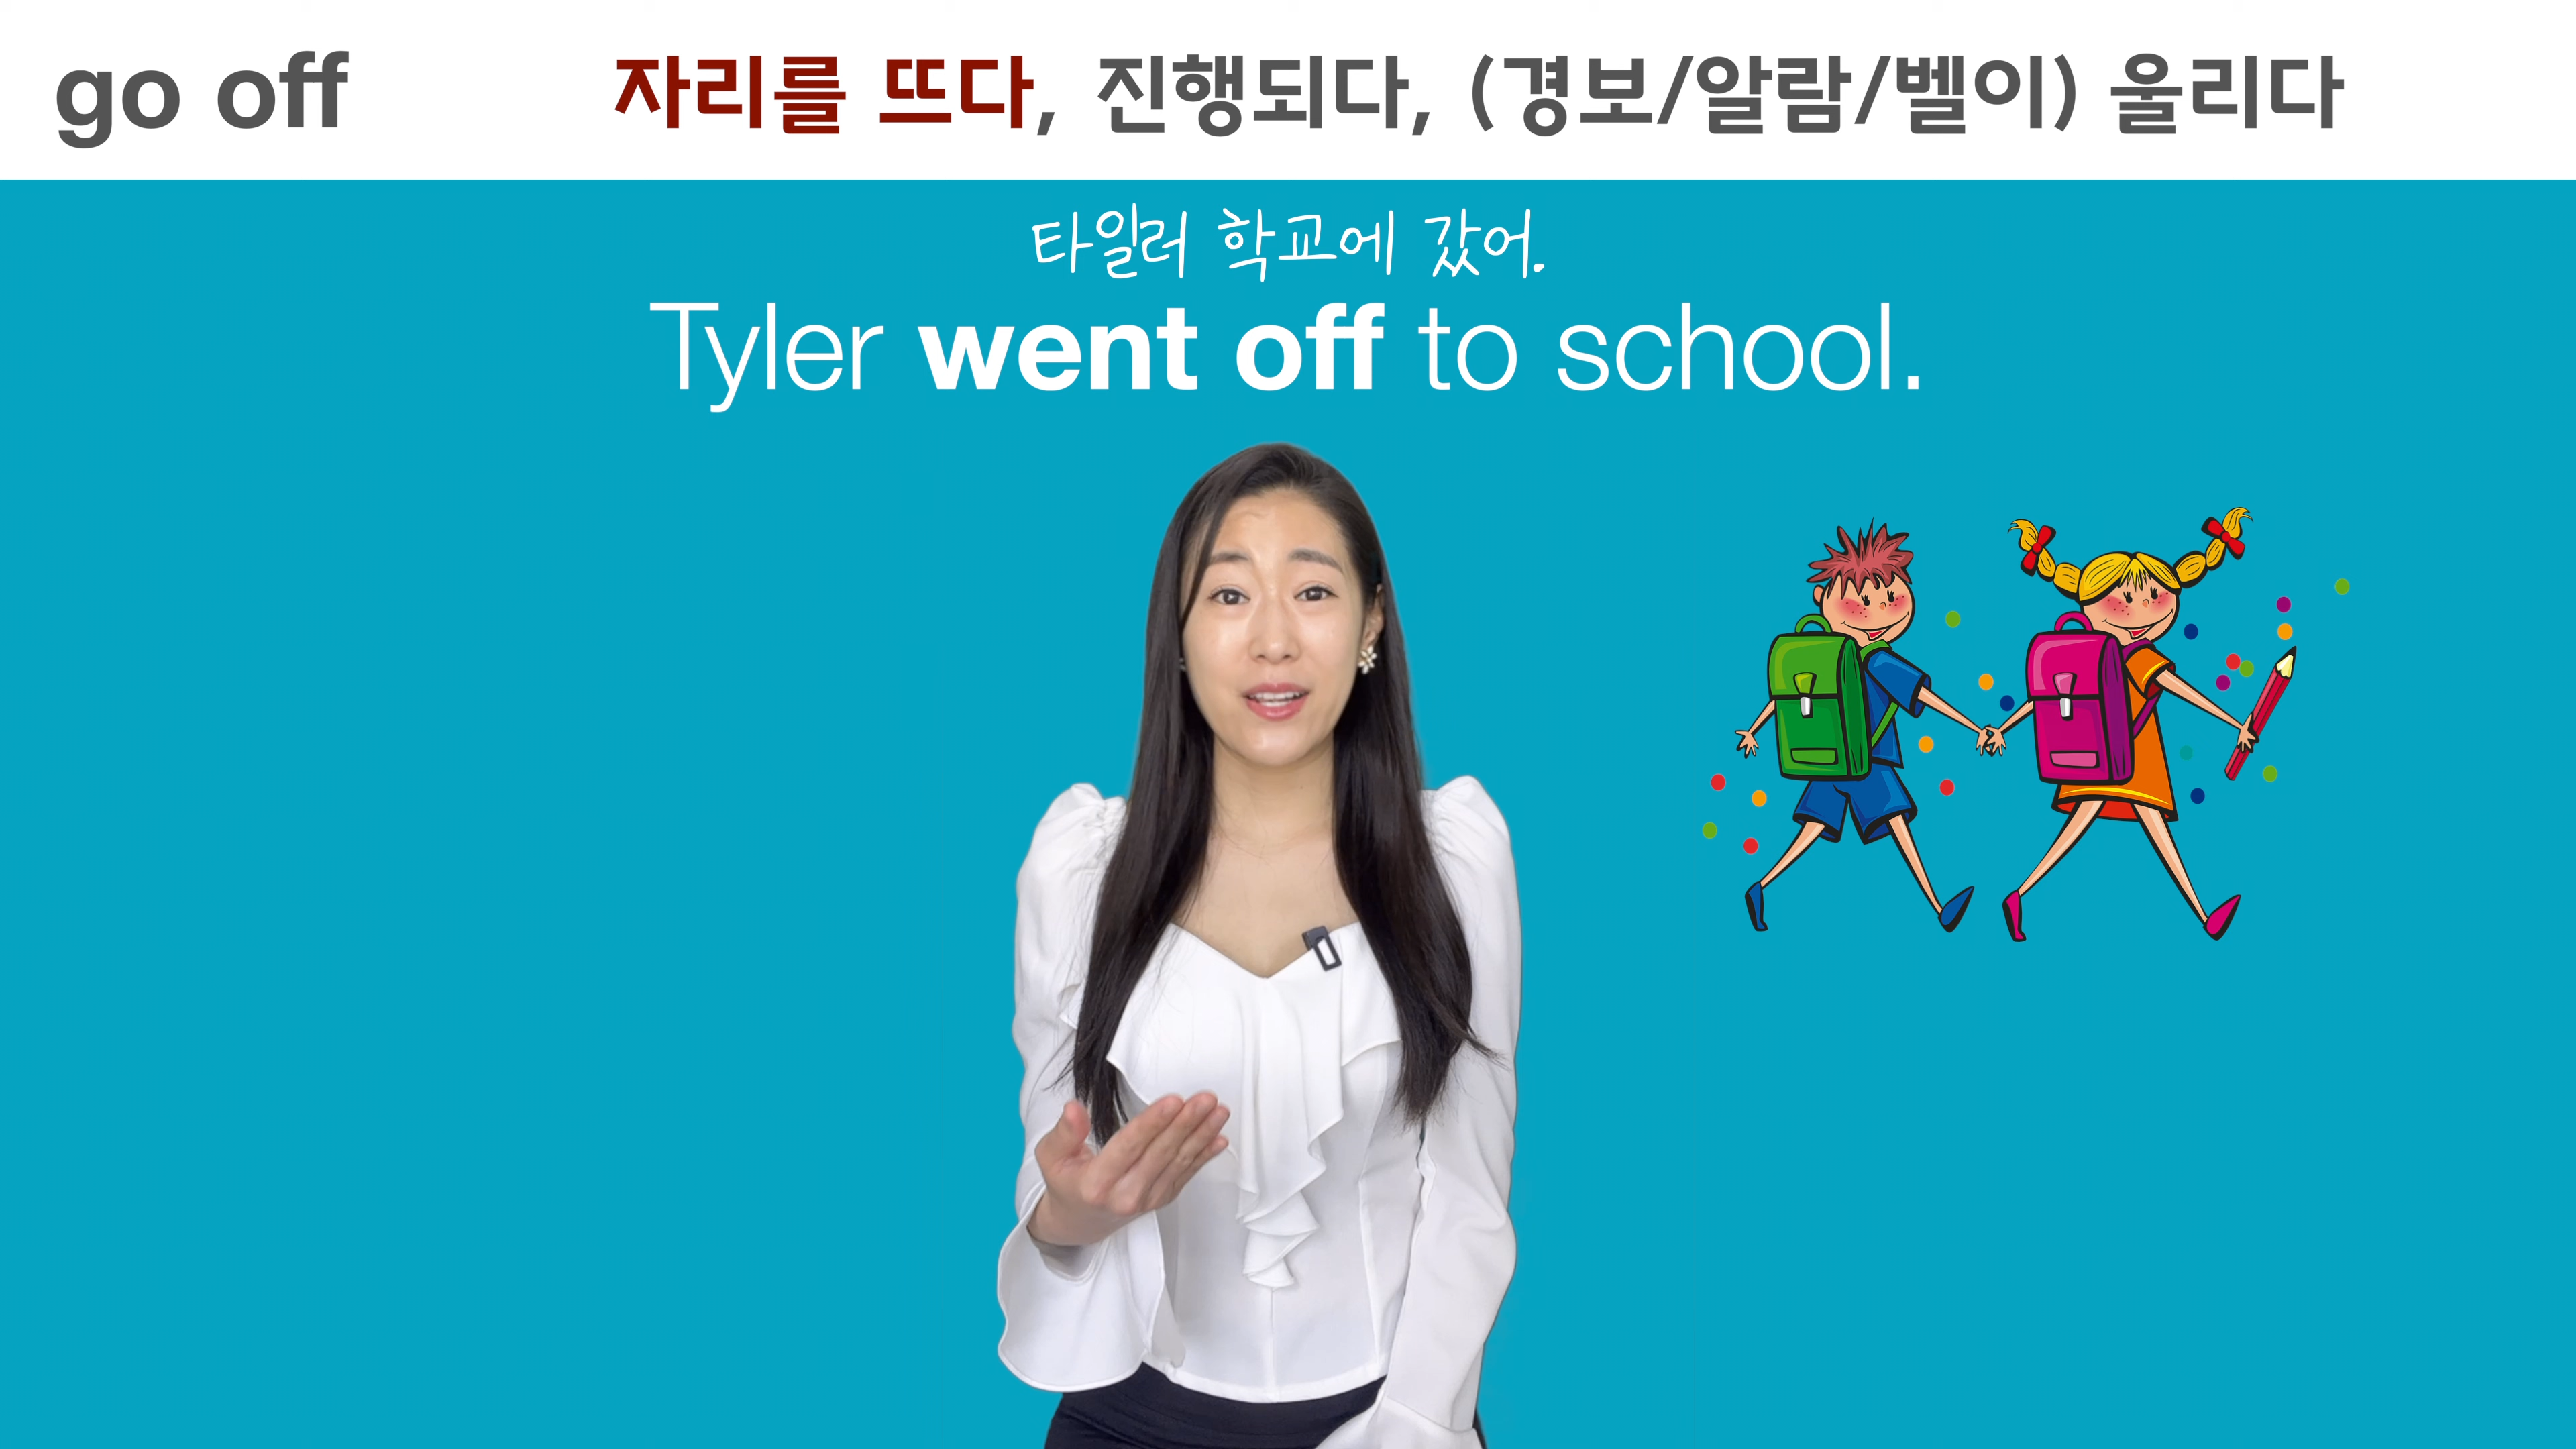 go off 자리를 뜨다, 진행되다, (경보/알람/벨이) 울리다
타일러 학교에 갔어.
Tyler went off to school.